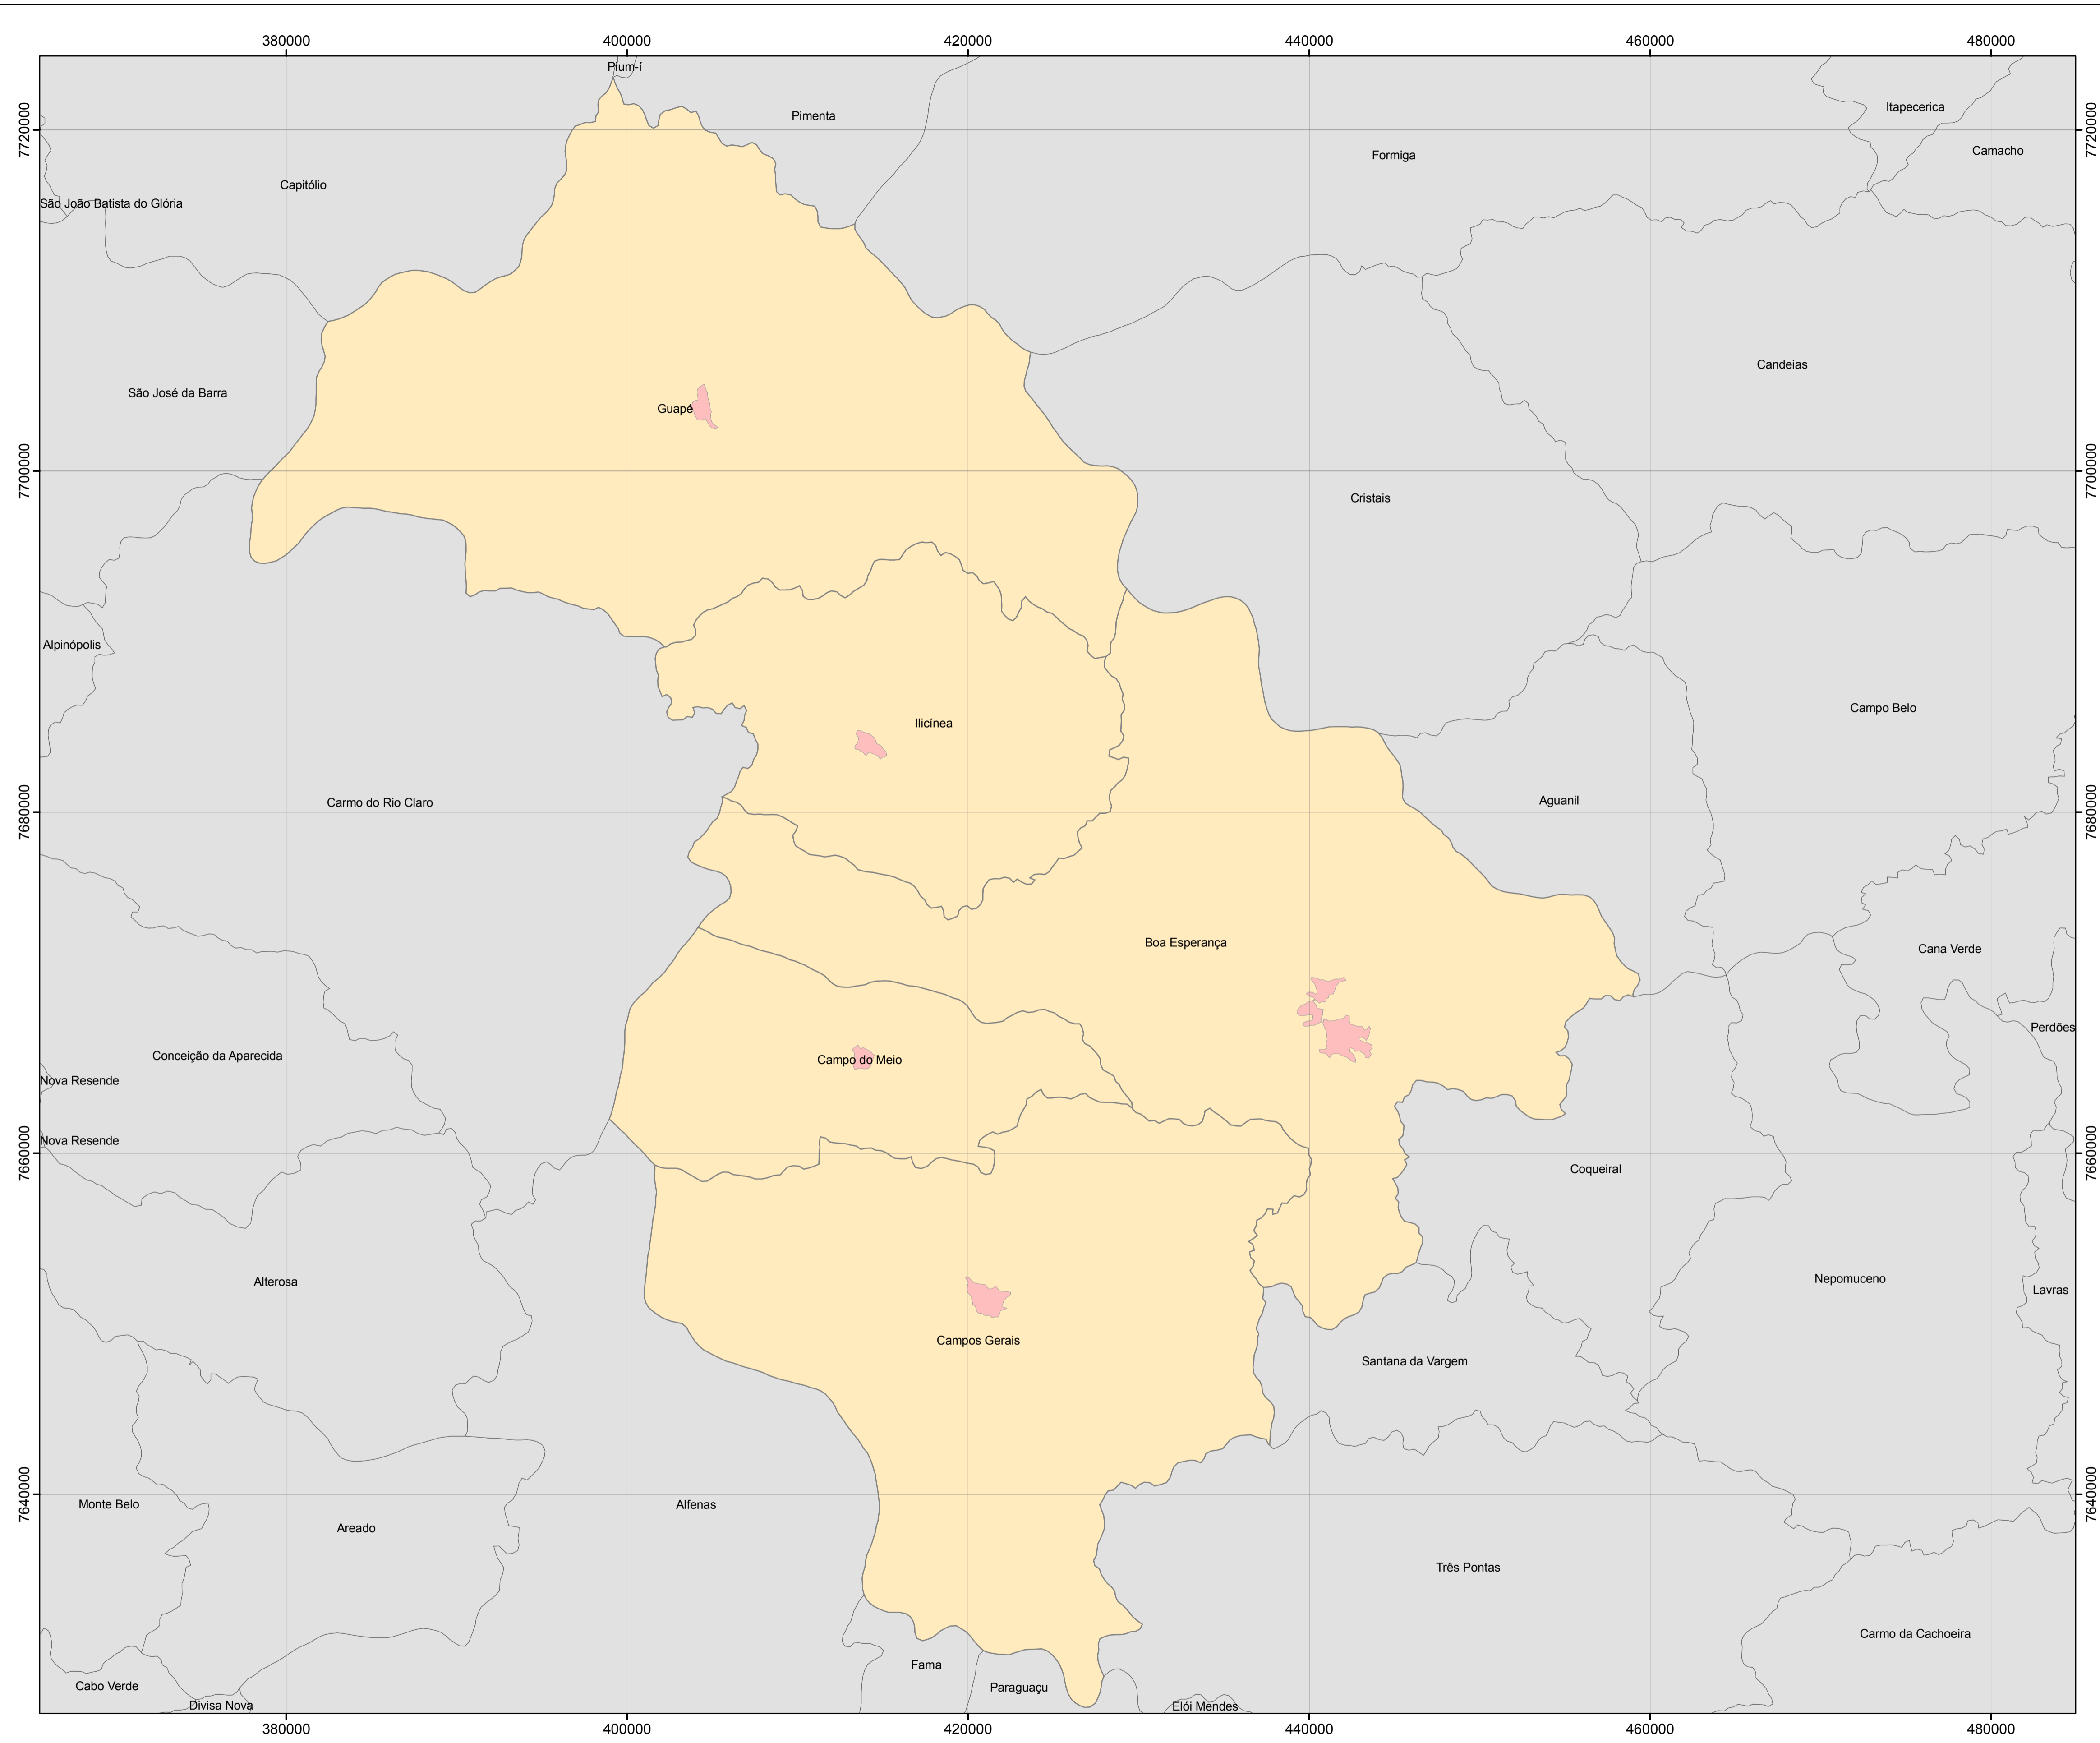 380000
400000
420000
440000
460000
480000
Pium-í
Itapecerica
Pimenta
7720000
7720000
Camacho
Formiga
Capitólio
São João Batista do Glória
Candeias
São José da Barra
Guapé
7700000
7700000
Cristais
Alpinópolis
Campo Belo
Ilicínea
Aguanil
Carmo do Rio Claro
7680000
7680000
Boa Esperança
Cana Verde
Perdões
Conceição da Aparecida
Campo do Meio
Nova Resende
Nova Resende
7660000
7660000
Coqueiral
Nepomuceno
Alterosa
Lavras
Campos Gerais
Santana da Vargem
7640000
7640000
Monte Belo
Alfenas
Areado
Três Pontas
Carmo da Cachoeira
Fama
Cabo Verde
Paraguaçu
Divisa Nova
Elói Mendes
380000
400000
420000
440000
460000
480000